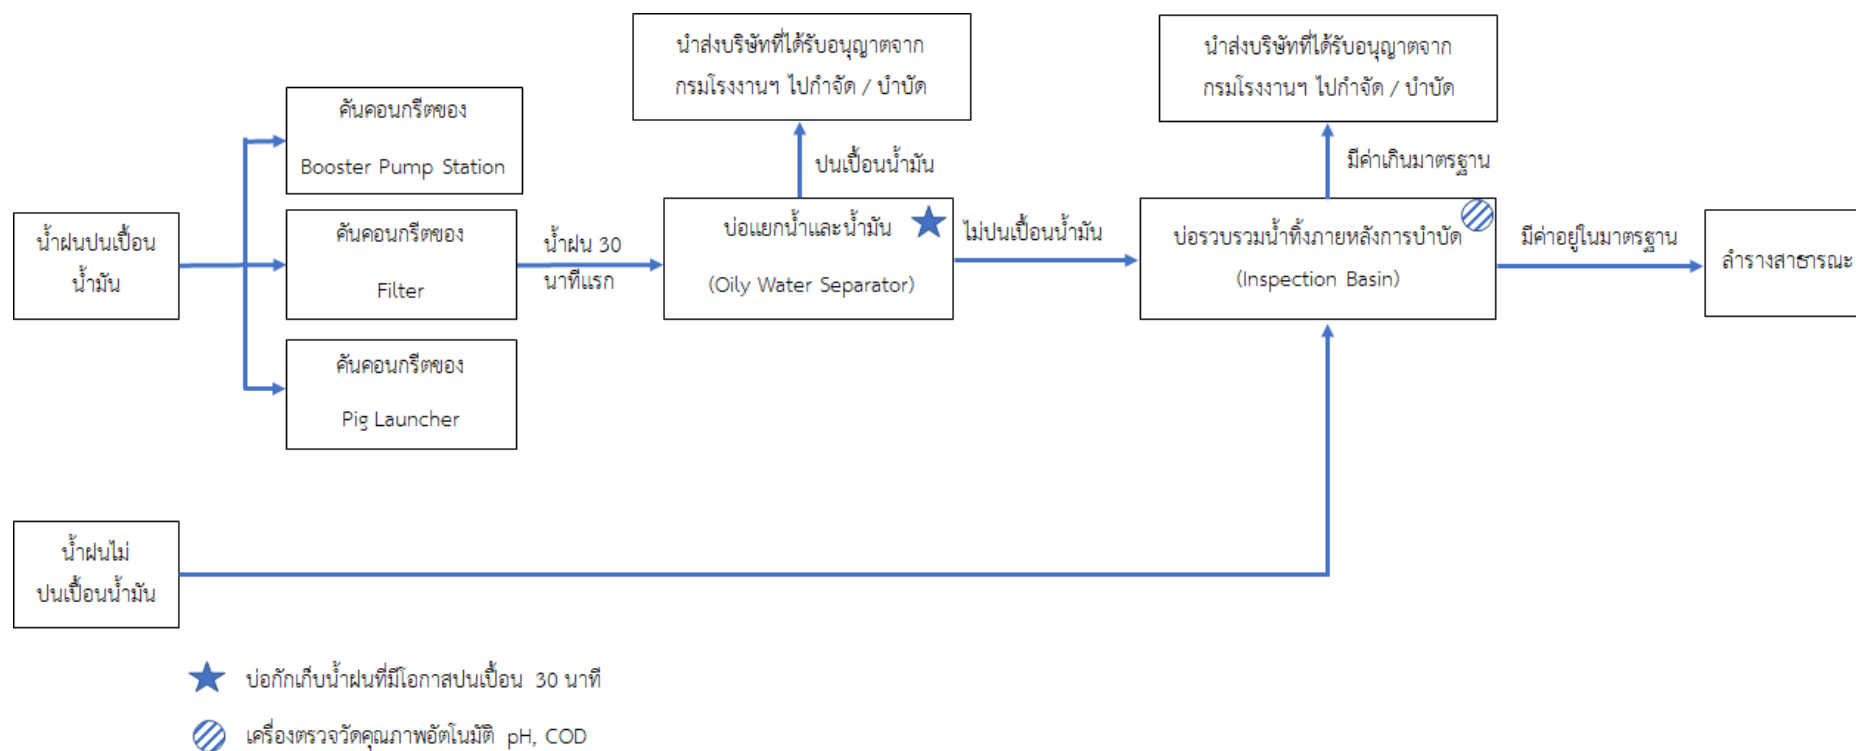 นำส่งบริษัทที่ได้รับอนุญาตจาก
กรมโรงงานฯ ไปกำจัด / บำบัด
นำส่งบริษัทที่ได้รับอนุญาตจาก
กรมโรงงานฯ ไปกำจัด / บำบัด
คันคอนกรีตของ
Booster Pump Station
ปนเปื้อนน้ำมัน
มีค่าเกินมาตรฐาน
น้ำฝนปนเปื้อน
น้ำมัน
คันคอนกรีตของ
Filter
น้ำฝน 30
นาทีแรก
บ่อแยกน้ำและน้ำมัน
(Oily Water Separator)
ไม่ปนเปื้อนน้ำมัน
บ่อรวบรวมน้ำทิ้งภายหลังการบำบัด
(Inspection Basin)
มีค่าอยู่ในมาตรฐาน
ลำรางสาธารณะ
คันคอนกรีตของ
Pig Launcher
น้ำฝนไม่
ปนเปื้อนน้ำมัน
บ่อกักเก็บน้ำฝนที่มีโอกาสปนเปื้อน 30 นาที
เครื่องตรวจวัดคุณภาพอัตโนมัติ pH, COD